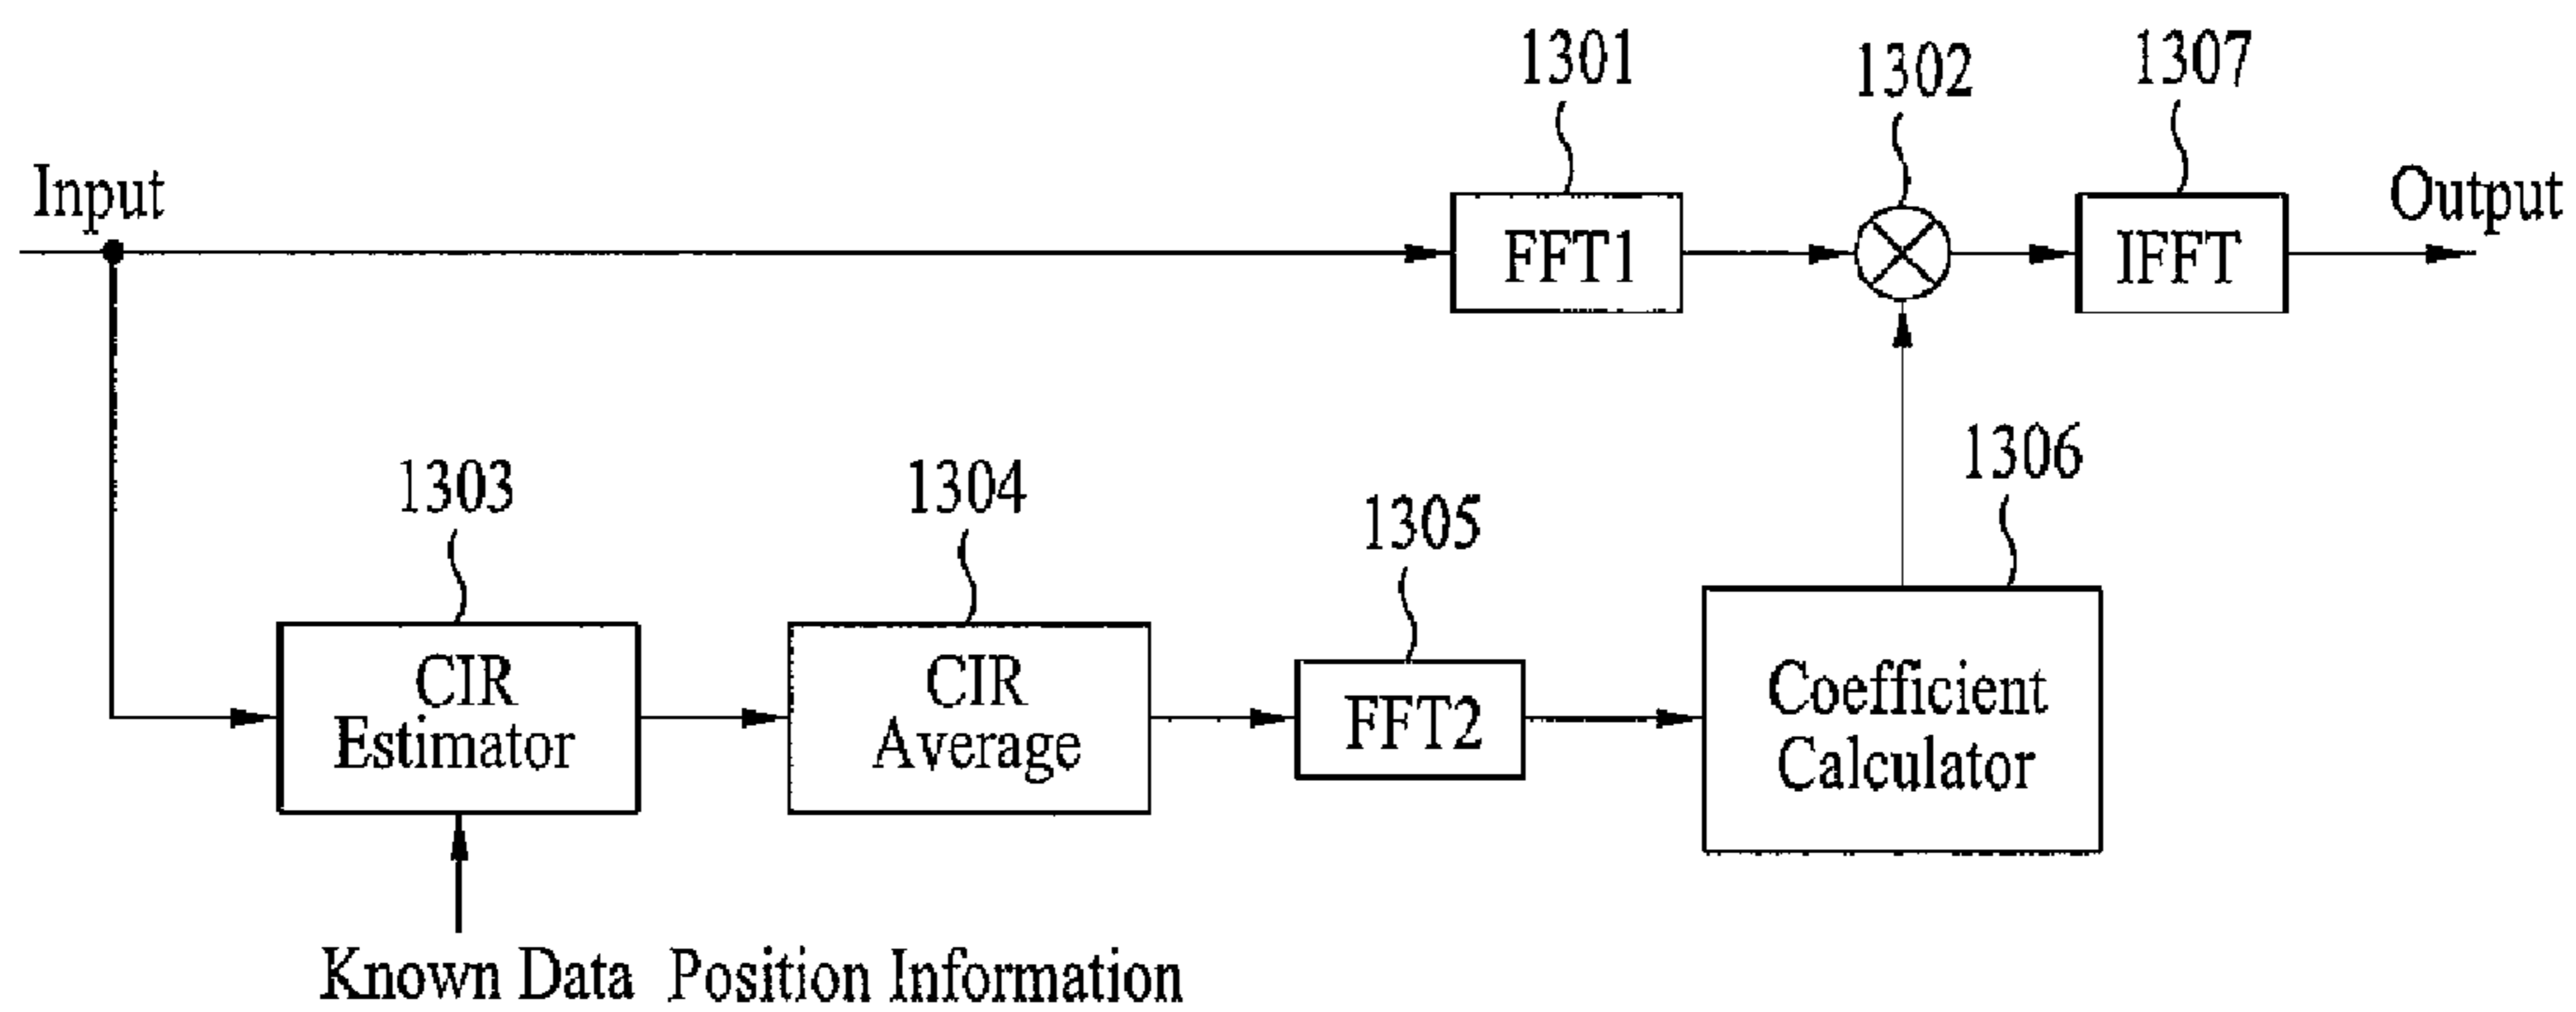 1301
1302
1307
Input
Output
FFT1
IFFT
1303
1304
1305
1306
CIR
Estimator
CIR
Average
FFT2
Coefficient
Calculator
Known Data Position Information